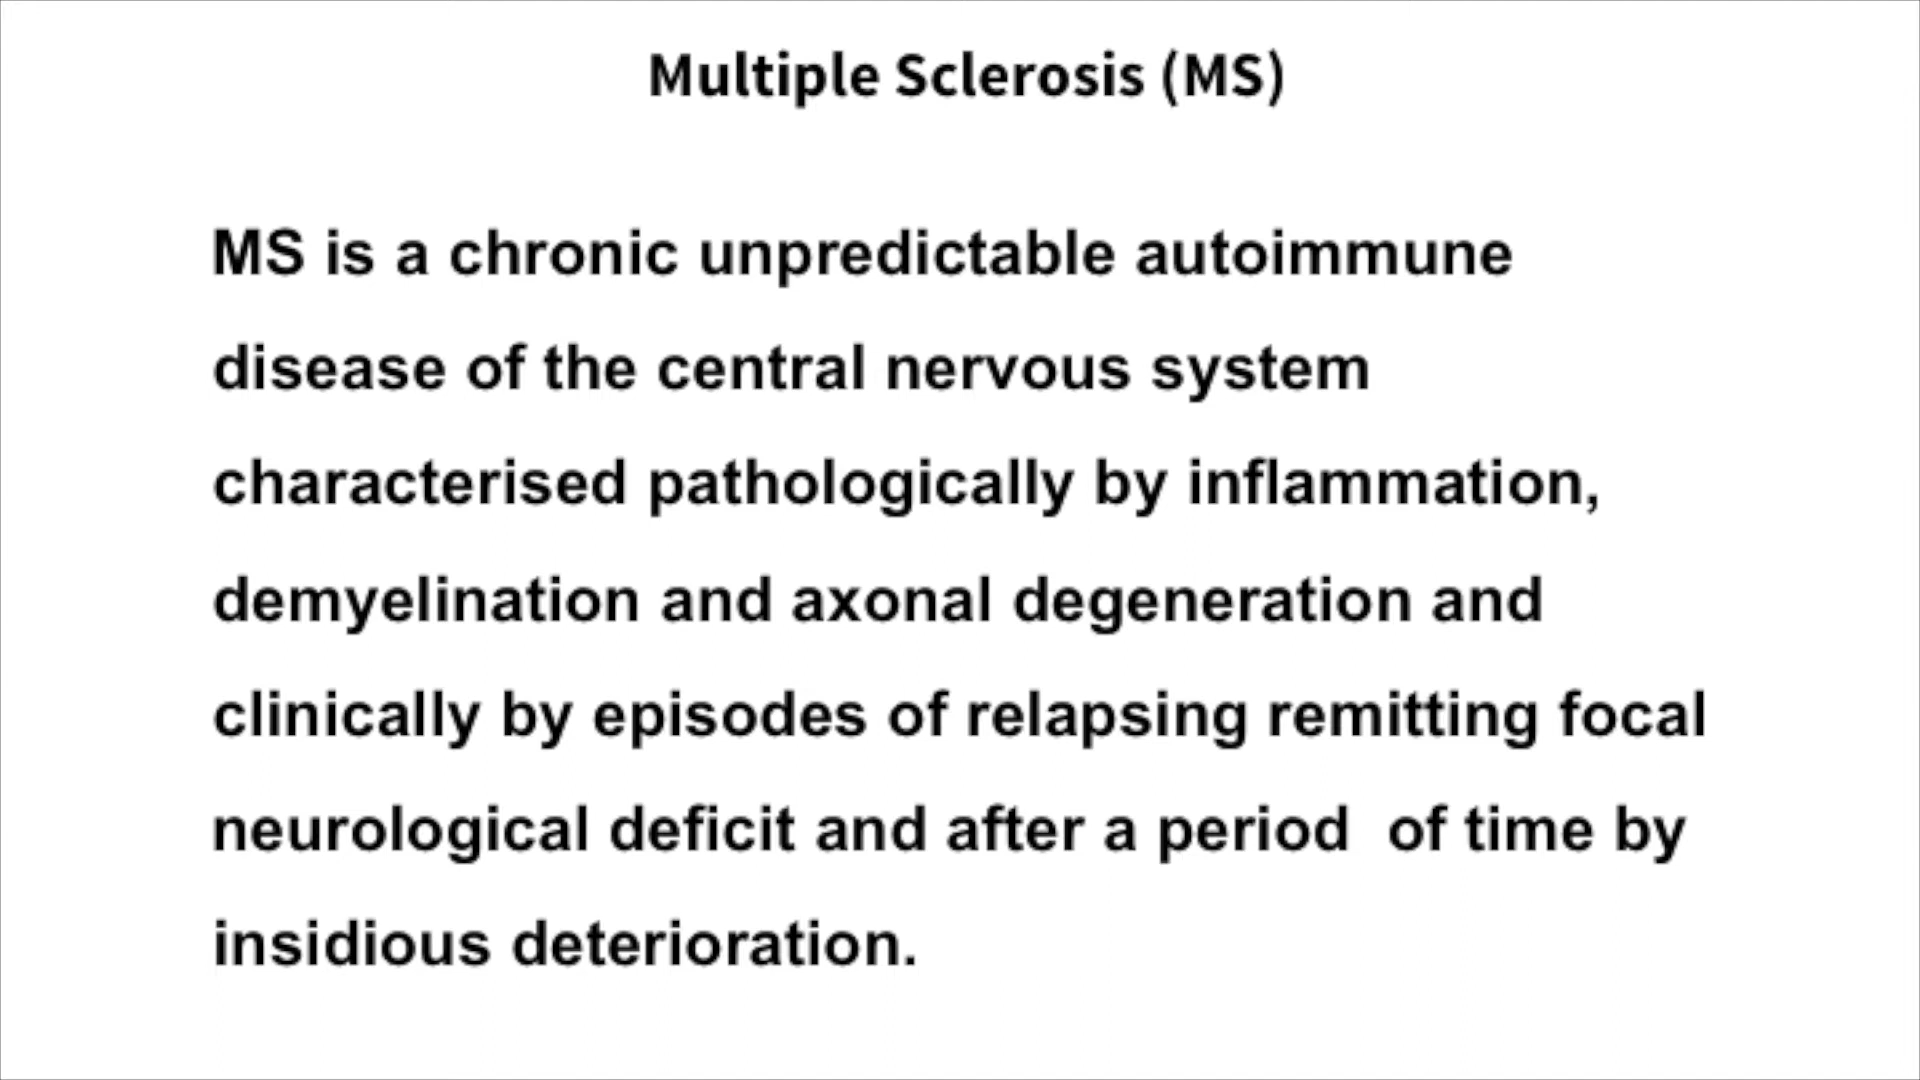 Multiple Sclerosis (MS)
MS is a chronic unpredictable autoimmune
disease of the central nervous system
characterised pathologically by inflammation,
demyelination and axonal degeneration and
clinically by episodes of relapsing remitting focal
neurological deficit and after a period  of time by
insidious deterioration.